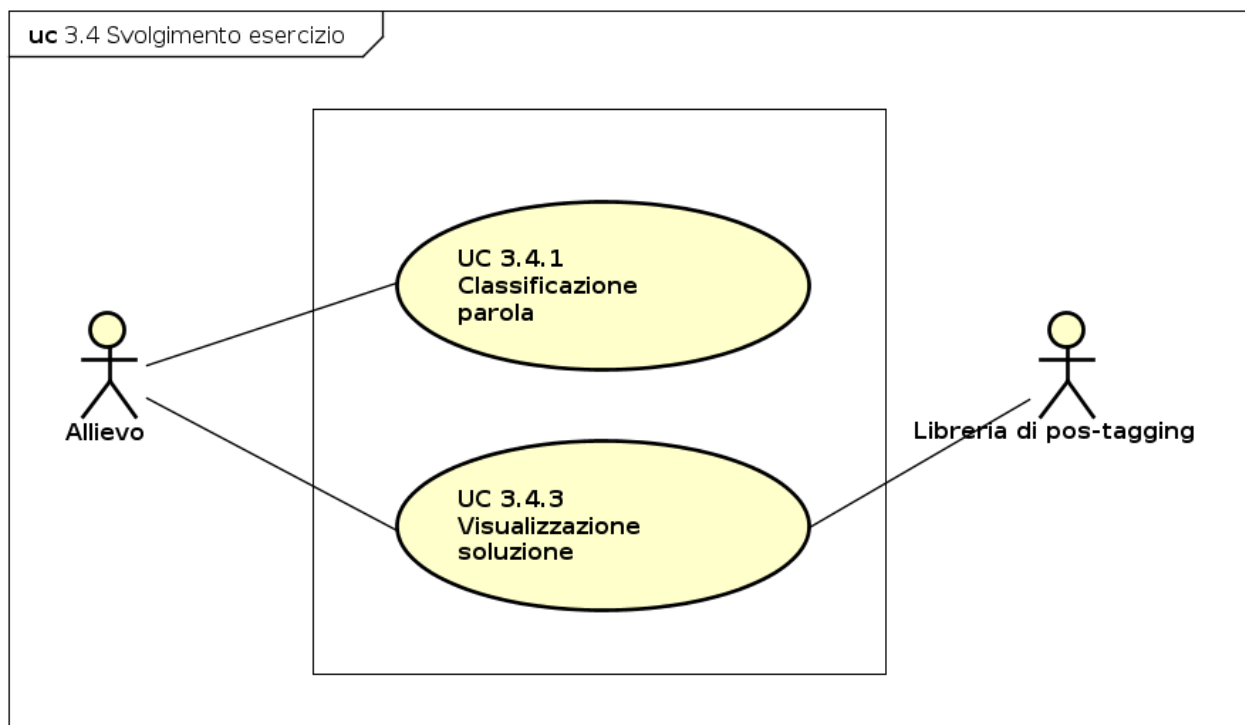 uc 3.4 Svolgimento esercizio
UC 3.4.1
Classificazione
parola
Allievo
Libreria di pos-tagging
UC 3.4.3
Visualizzazione
soluzione